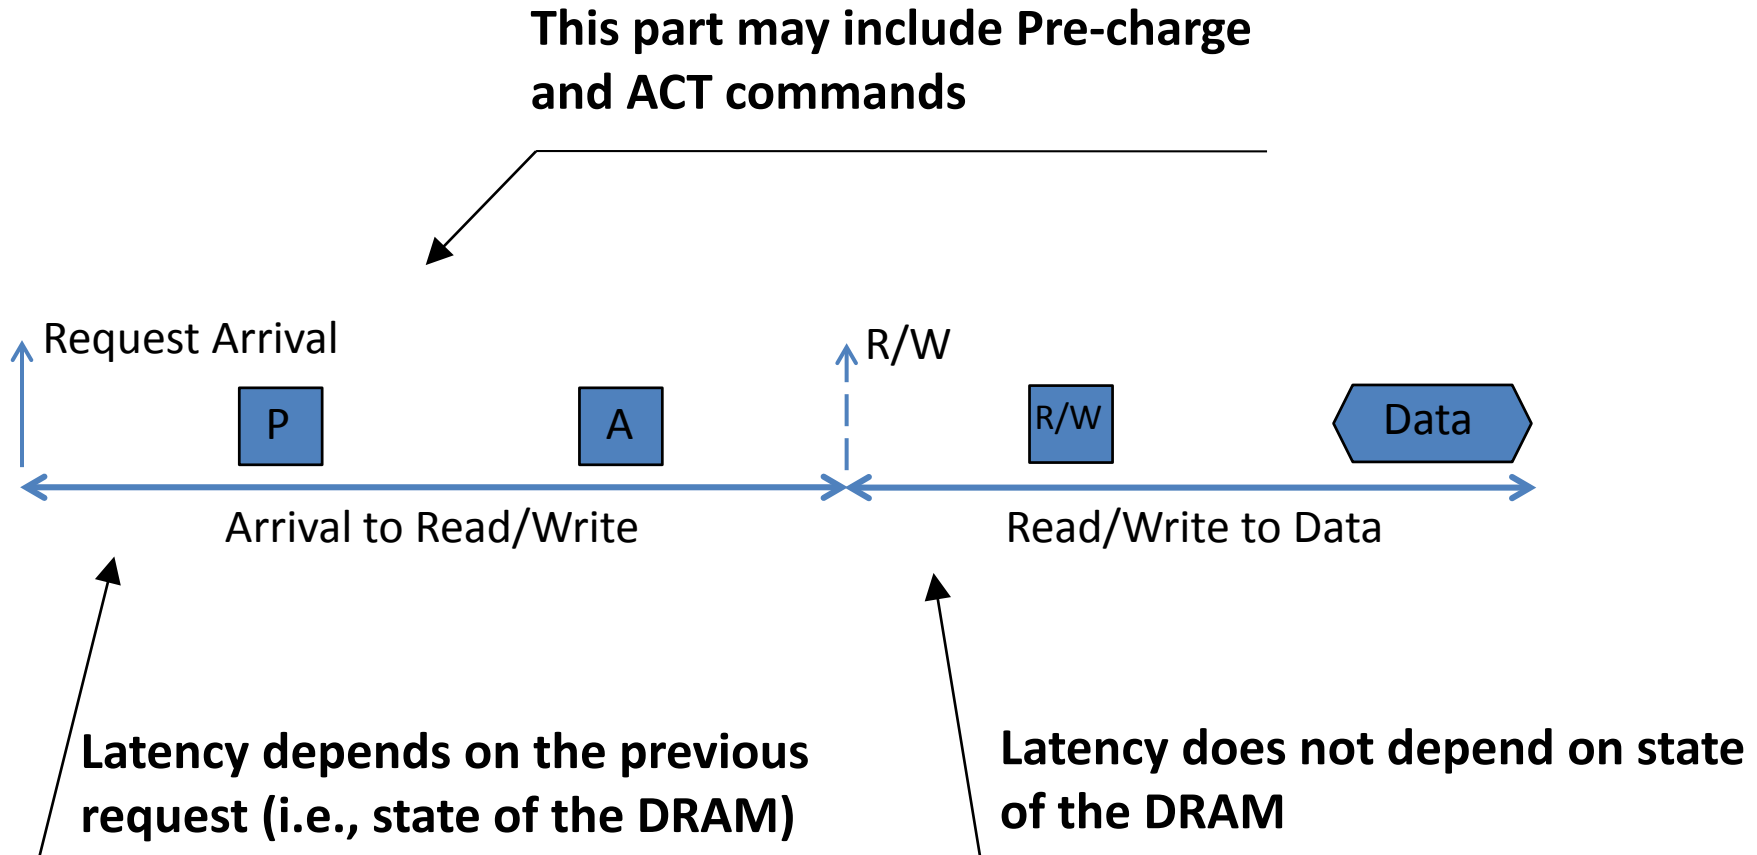 This part may include Pre-charge
and ACT commands
Request Arrival
R/W
P
A
R/W
Data
Arrival to Read/Write
Read/Write to Data
Latency depends on the previous
request (i.e., state of the DRAM)
Latency does not depend on state
of the DRAM